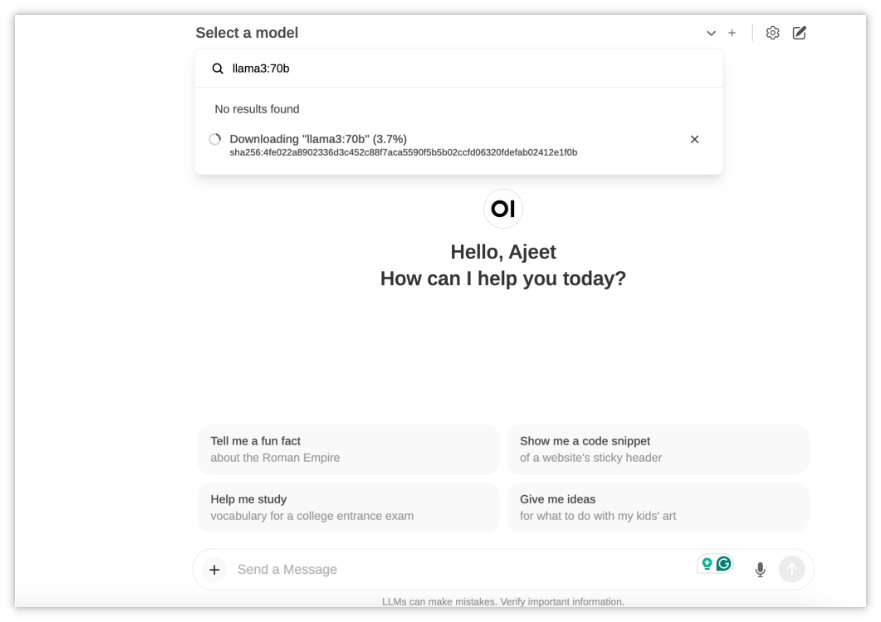 Select a model
llama3:70b
No results found
Downloading "llama3:70b" (3.7%)
sha256:4fe022a8902336d3c452c88f7aca5590f5b5b02ccfd06320fdefab02412e1f0b
OI
Hello, Ajeet
How can I help you today?
Tell me a fun fact
about the Roman Empire
Show me a code snippet
of a website's sticky header
Help me study
vocabulary for a college entrance exam
Give me ideas
for what to do with my kids' art
Send a Message
LLMs can make mistakes. Verify important information.